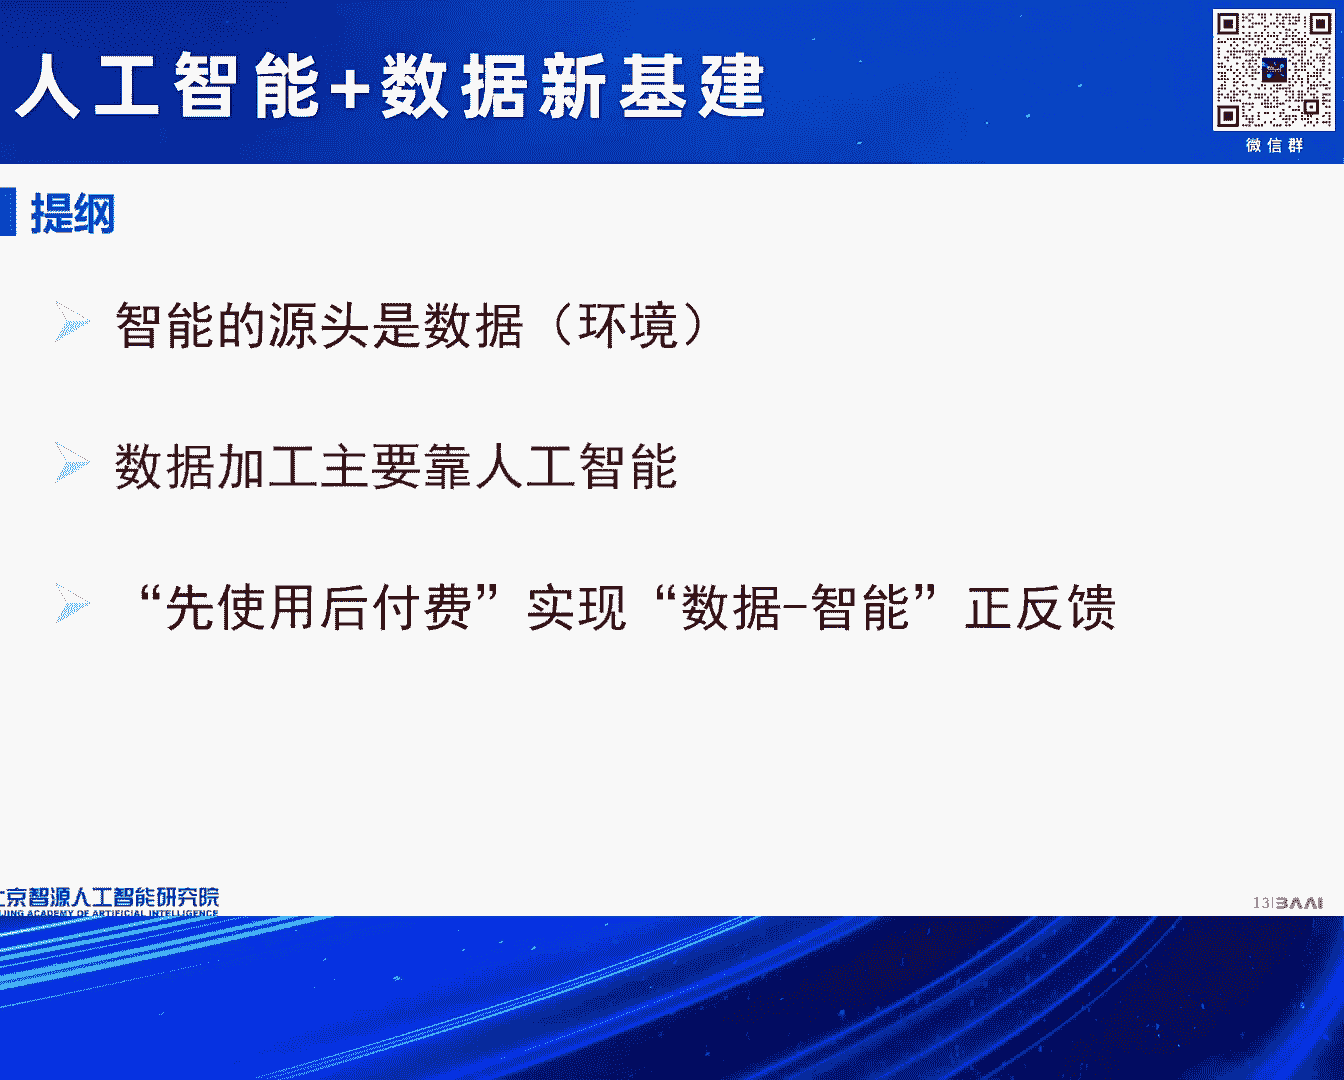 人工智能+数据新基建
微信群
提纲
智能的源头是数据（环境）
数据加工主要靠人工智能
“先使用后付费”实现“数据-智能”正反馈
京智源人工智能研究院
JING ACADEMY OF ARTIFICIAL INTELLIGENCE
13|BAAI